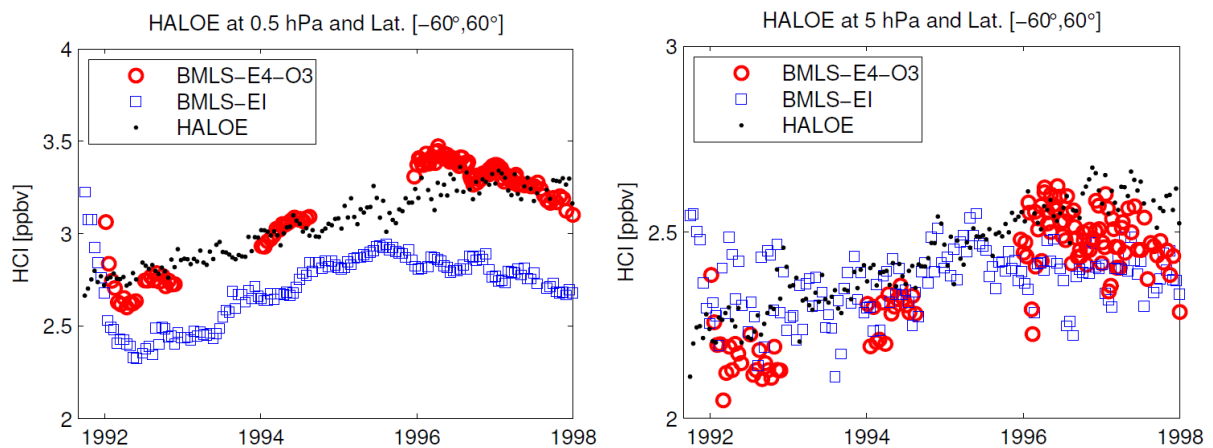 HALOE at 0.5 hPa and Lat. [−60°,60°]
4
3.5
3
2.5
2
HCl [ppbv]
BMLS−E4−O3
BMLS−EI
HALOE
1992
1994
1996
1998
HALOE at 5 hPa and Lat. [−60°,60°]
3
2.5
2
HCl [ppbv]
BMLS−E4−O3
BMLS−EI
HALOE
1992
1994
1996
1998